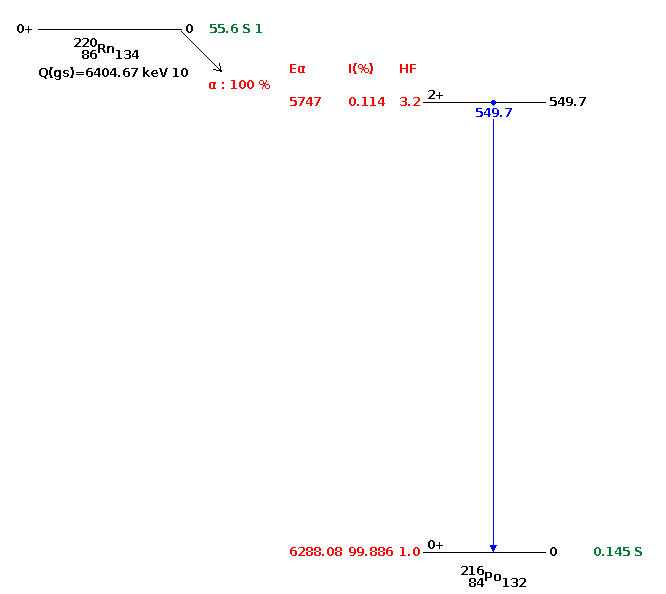 0+ 0 55.6 S 1
220
86Rn134
Q(gs)=6404.67 keV 10
α : 100 %
Eα I(%) HF
5747 0.114 3.2 2+ 549.7
549.7
6288.08 99.886 1.0 0+ 0 0.145 S
216
84Po132